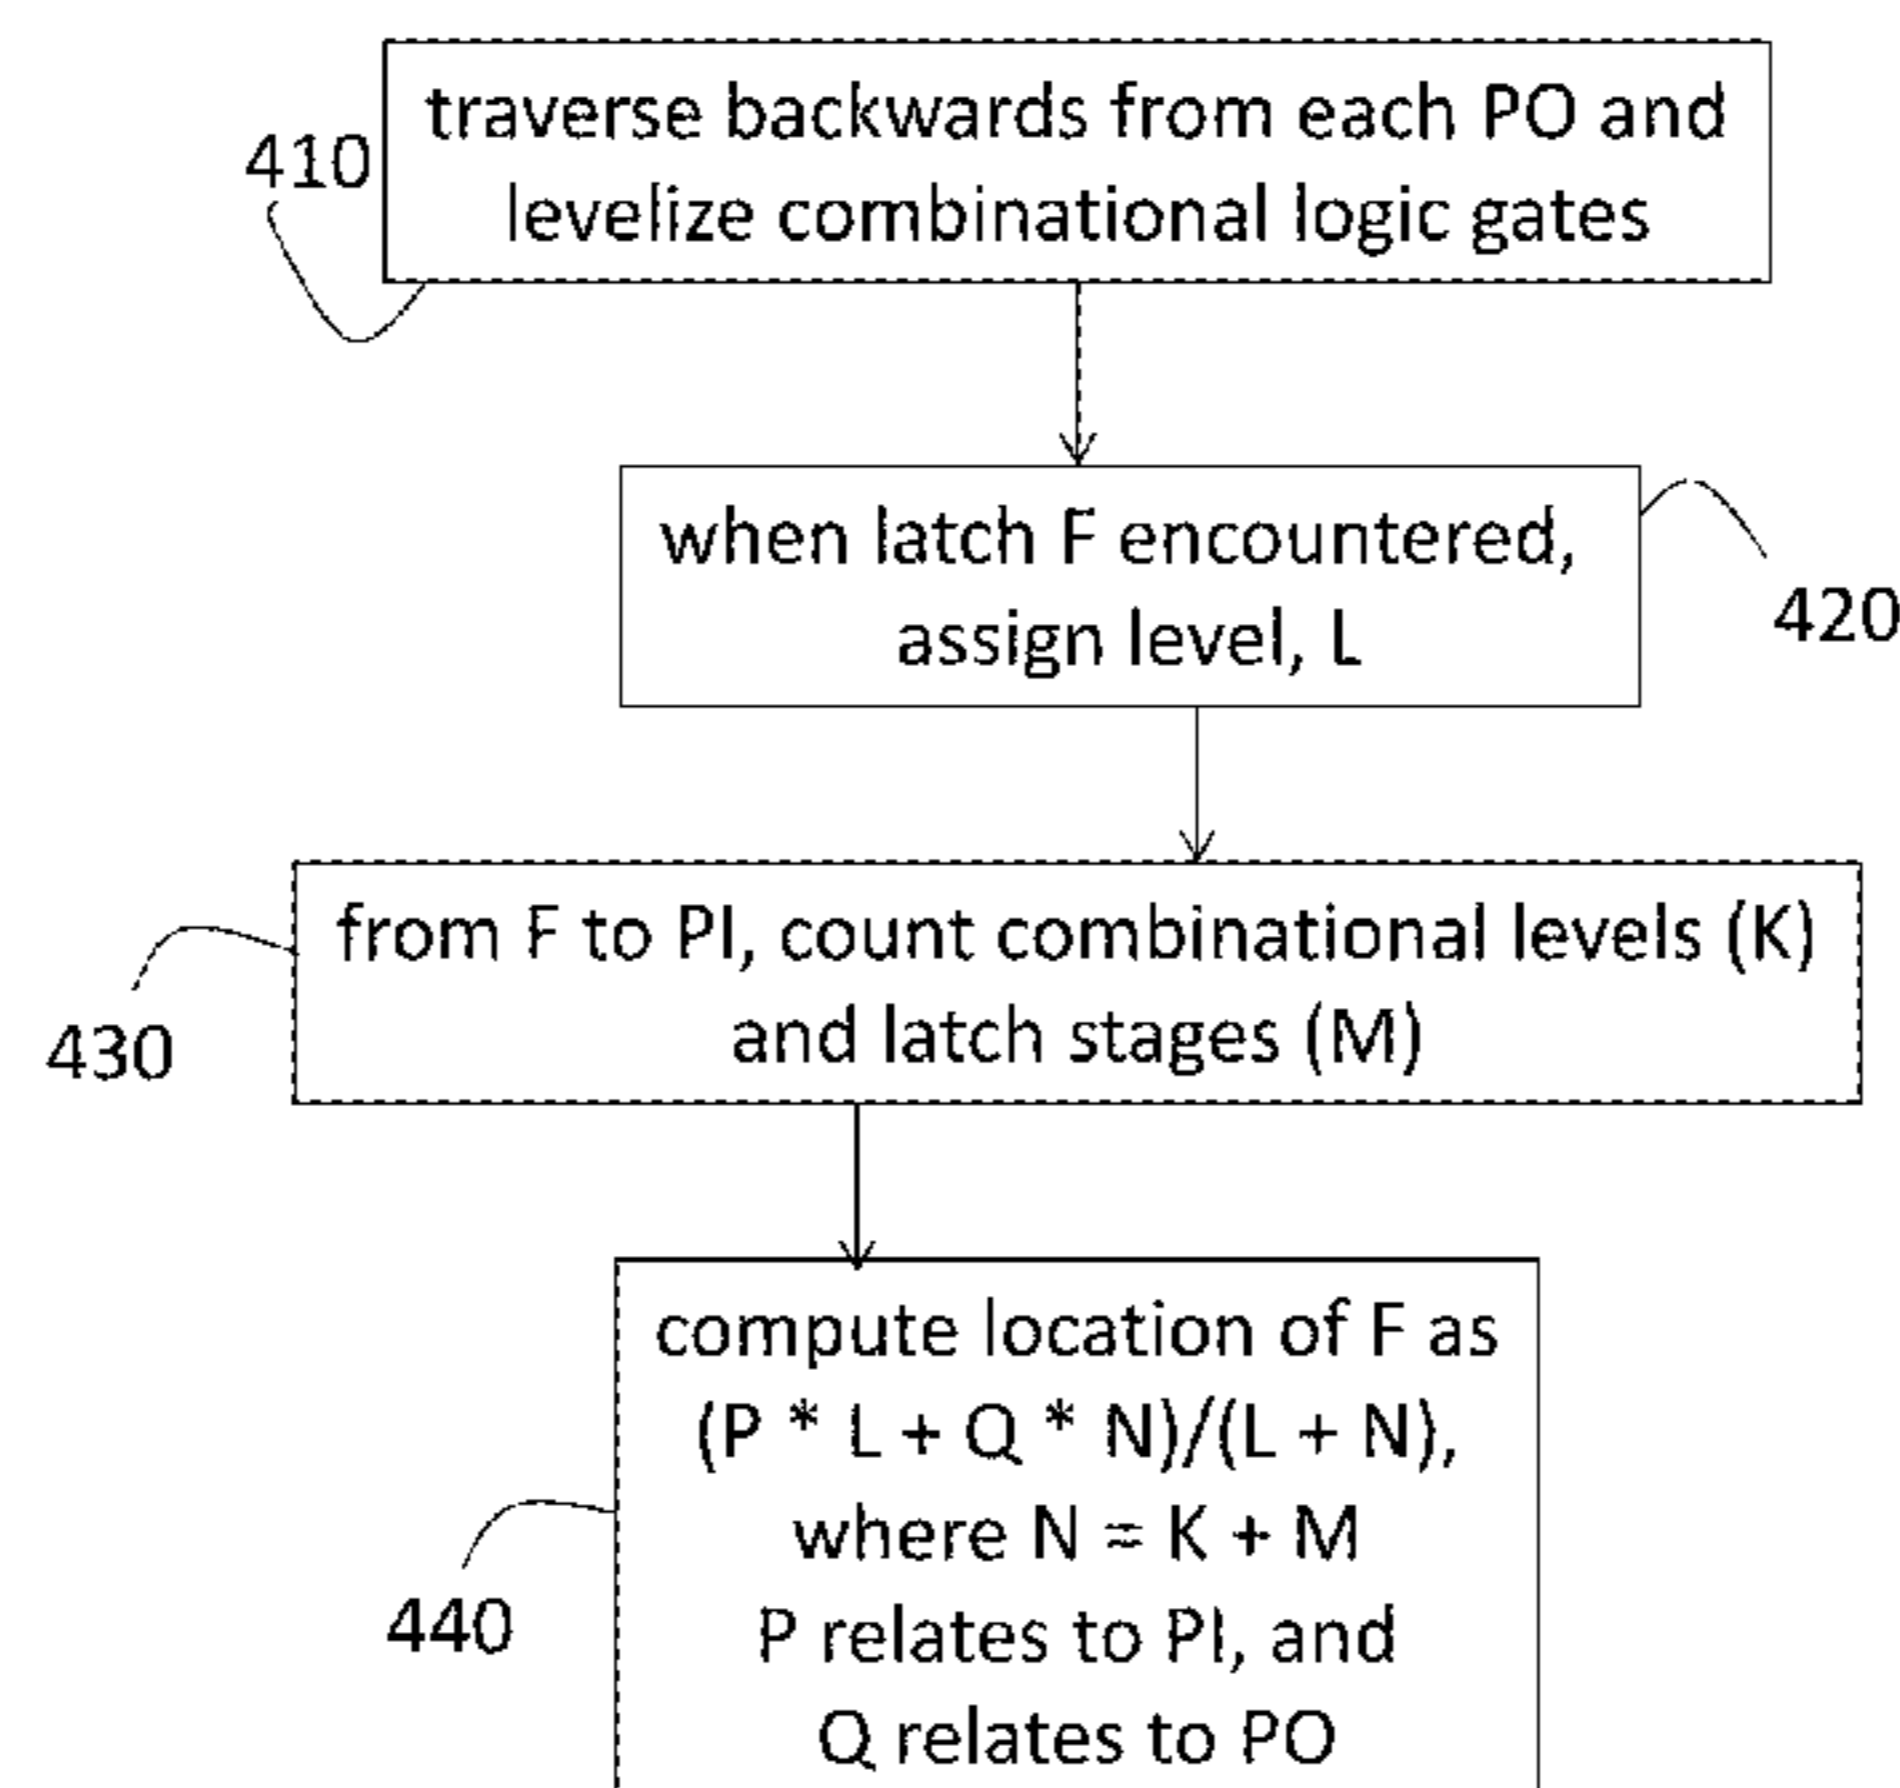 410
traverse backwards from each PO and
levelize combinational logic gates
when latch F encountered,
assign level, L
420
from F to PI, count combinational levels (K)
and latch stages (M)
430
compute location of F as
(P * L + Q * N)/(L + N),
where N = K + M
P relates to PI, and
Q relates to PO
440